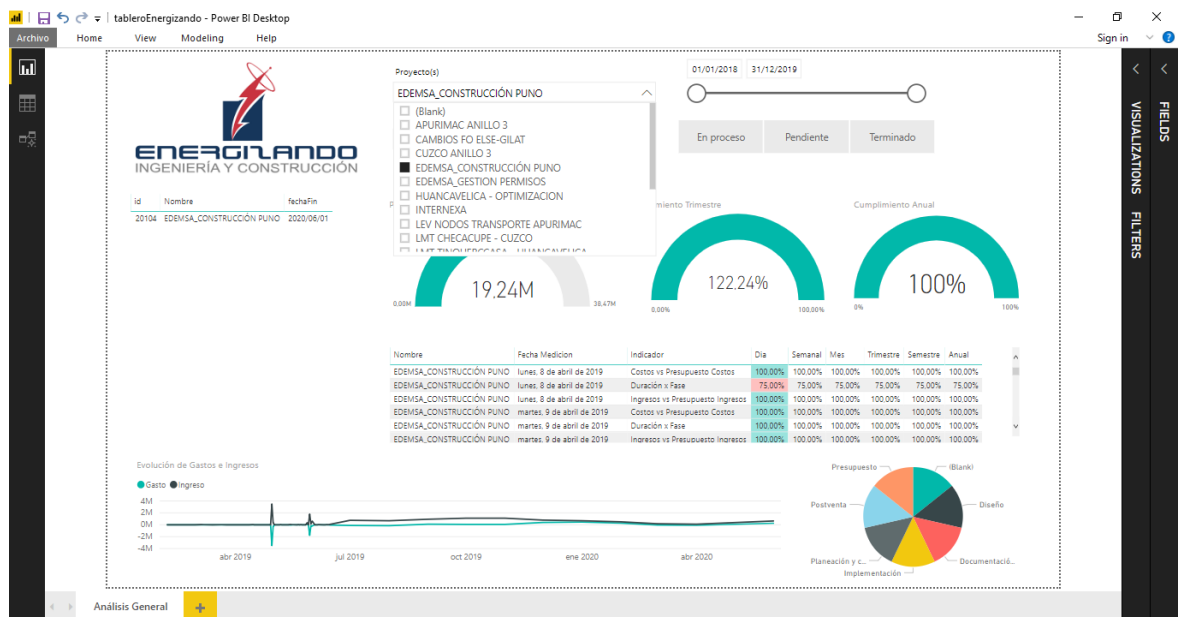 tableroEnergizando - Power BI Desktop
Archivo Home View Modeling Help Sign in
ENERGIZANDO
INGENIERÍA Y CONSTRUCCIÓN
id Nombre fechaFin
20104 EDEMSA_CONSTRUCCIÓN PUNO 2020/06/01
Proyecto(s)
EDEMSA_CONSTRUCCIÓN PUNO
(Blank)
APURIMAC ANILLO 3
CAMBIOS FO ELSE-GILAT
CUZCO ANILLO 3
EDEMSA_CONSTRUCCIÓN PUNO
EDEMSA_GESTION PERMISOS
HUANCAVELICA - OPTIMIZACION
INTERNEXA
LEV NODOS TRANSPORTE APURIMAC
LMT CHECACUPE - CUZCO
01/01/2018 31/12/2019
En proceso Pendiente Terminado
19,24M
0,00M 38,47M
miento Trimestre
122,24%
0,00% 100,00%
Cumplimiento Anual
100%
0% 100%
Nombre Fecha Medicion Indicador Dia Semanal Mes Trimestre Semestre Anual
EDEMSA_CONSTRUCCIÓN PUNO lunes, 8 de abril de 2019 Costos vs Presupuesto Costos 100,00% 100,00% 100,00% 100,00% 100,00% 100,00%
EDEMSA_CONSTRUCCIÓN PUNO lunes, 8 de abril de 2019 Duración x Fase 75,00% 75,00% 75,00% 75,00% 75,00% 75,00%
EDEMSA_CONSTRUCCIÓN PUNO lunes, 8 de abril de 2019 Ingresos vs Presupuesto Ingresos 100,00% 100,00% 100,00% 100,00% 100,00% 100,00%
EDEMSA_CONSTRUCCIÓN PUNO martes, 9 de abril de 2019 Costos vs Presupuesto Costos 100,00% 100,00% 100,00% 100,00% 100,00% 100,00%
EDEMSA_CONSTRUCCIÓN PUNO martes, 9 de abril de 2019 Duración x Fase 100,00% 100,00% 100,00% 100,00% 100,00% 100,00%
EDEMSA_CONSTRUCCIÓN PUNO martes, 9 de abril de 2019 Ingresos vs Presupuesto Ingresos 100,00% 100,00% 100,00% 100,00% 100,00% 100,00%
Evolución de Gastos e Ingresos
Gasto Ingreso
4M
2M
0M
-2M
-4M
abr 2019 jul 2019 oct 2019 ene 2020 abr 2020
Presupuesto (Blank)
Postventa Diseño
Planeación y c... Documentació...
Implementación
VISUALIZATIONS
FILTERS
FIELDS
Análisis General